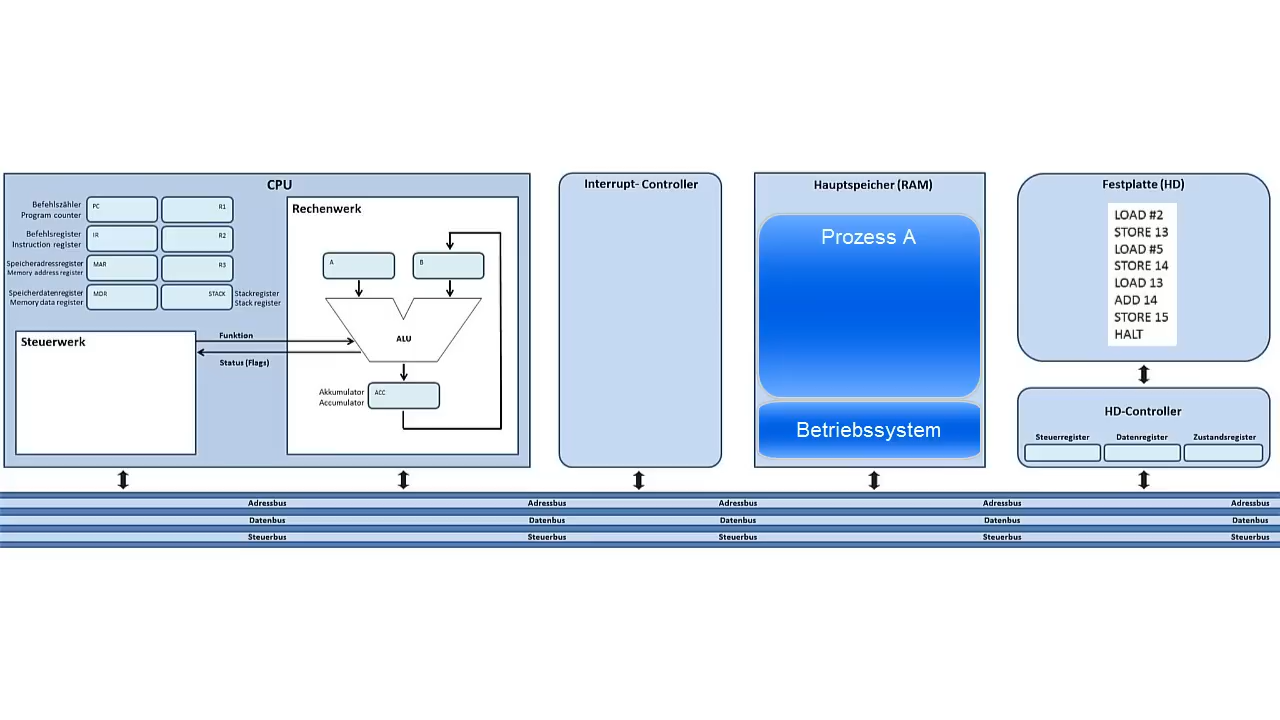 CPU
Befehlszähler
Program counter
PC
R1
Befehlsregister
Instruction register
IR
R2
Speicheradressregister
Memory address register
MAR
R3
Speicherdatenregister
Memory data register
MDR
STACK
Stackregister
Stack register
Steuerwerk
Funktion
Status (Flags)
Rechenwerk
A
B
ALU
Akkumulator
Accumulator
ACC
Interrupt- Controller
Hauptspeicher (RAM)
Prozess A
Betriebssystem
Festplatte (HD)
LOAD #2
STORE 13
LOAD #5
STORE 14
LOAD 13
ADD 14
STORE 15
HALT
HD-Controller
Steuerregister
Datenregister
Zustandsregister
Adressbus Adressbus Adressbus Adressbus Adressbus
Datenbus Datenbus Datenbus Datenbus Datenbus
Steuerbus Steuerbus Steuerbus Steuerbus Steuerbus